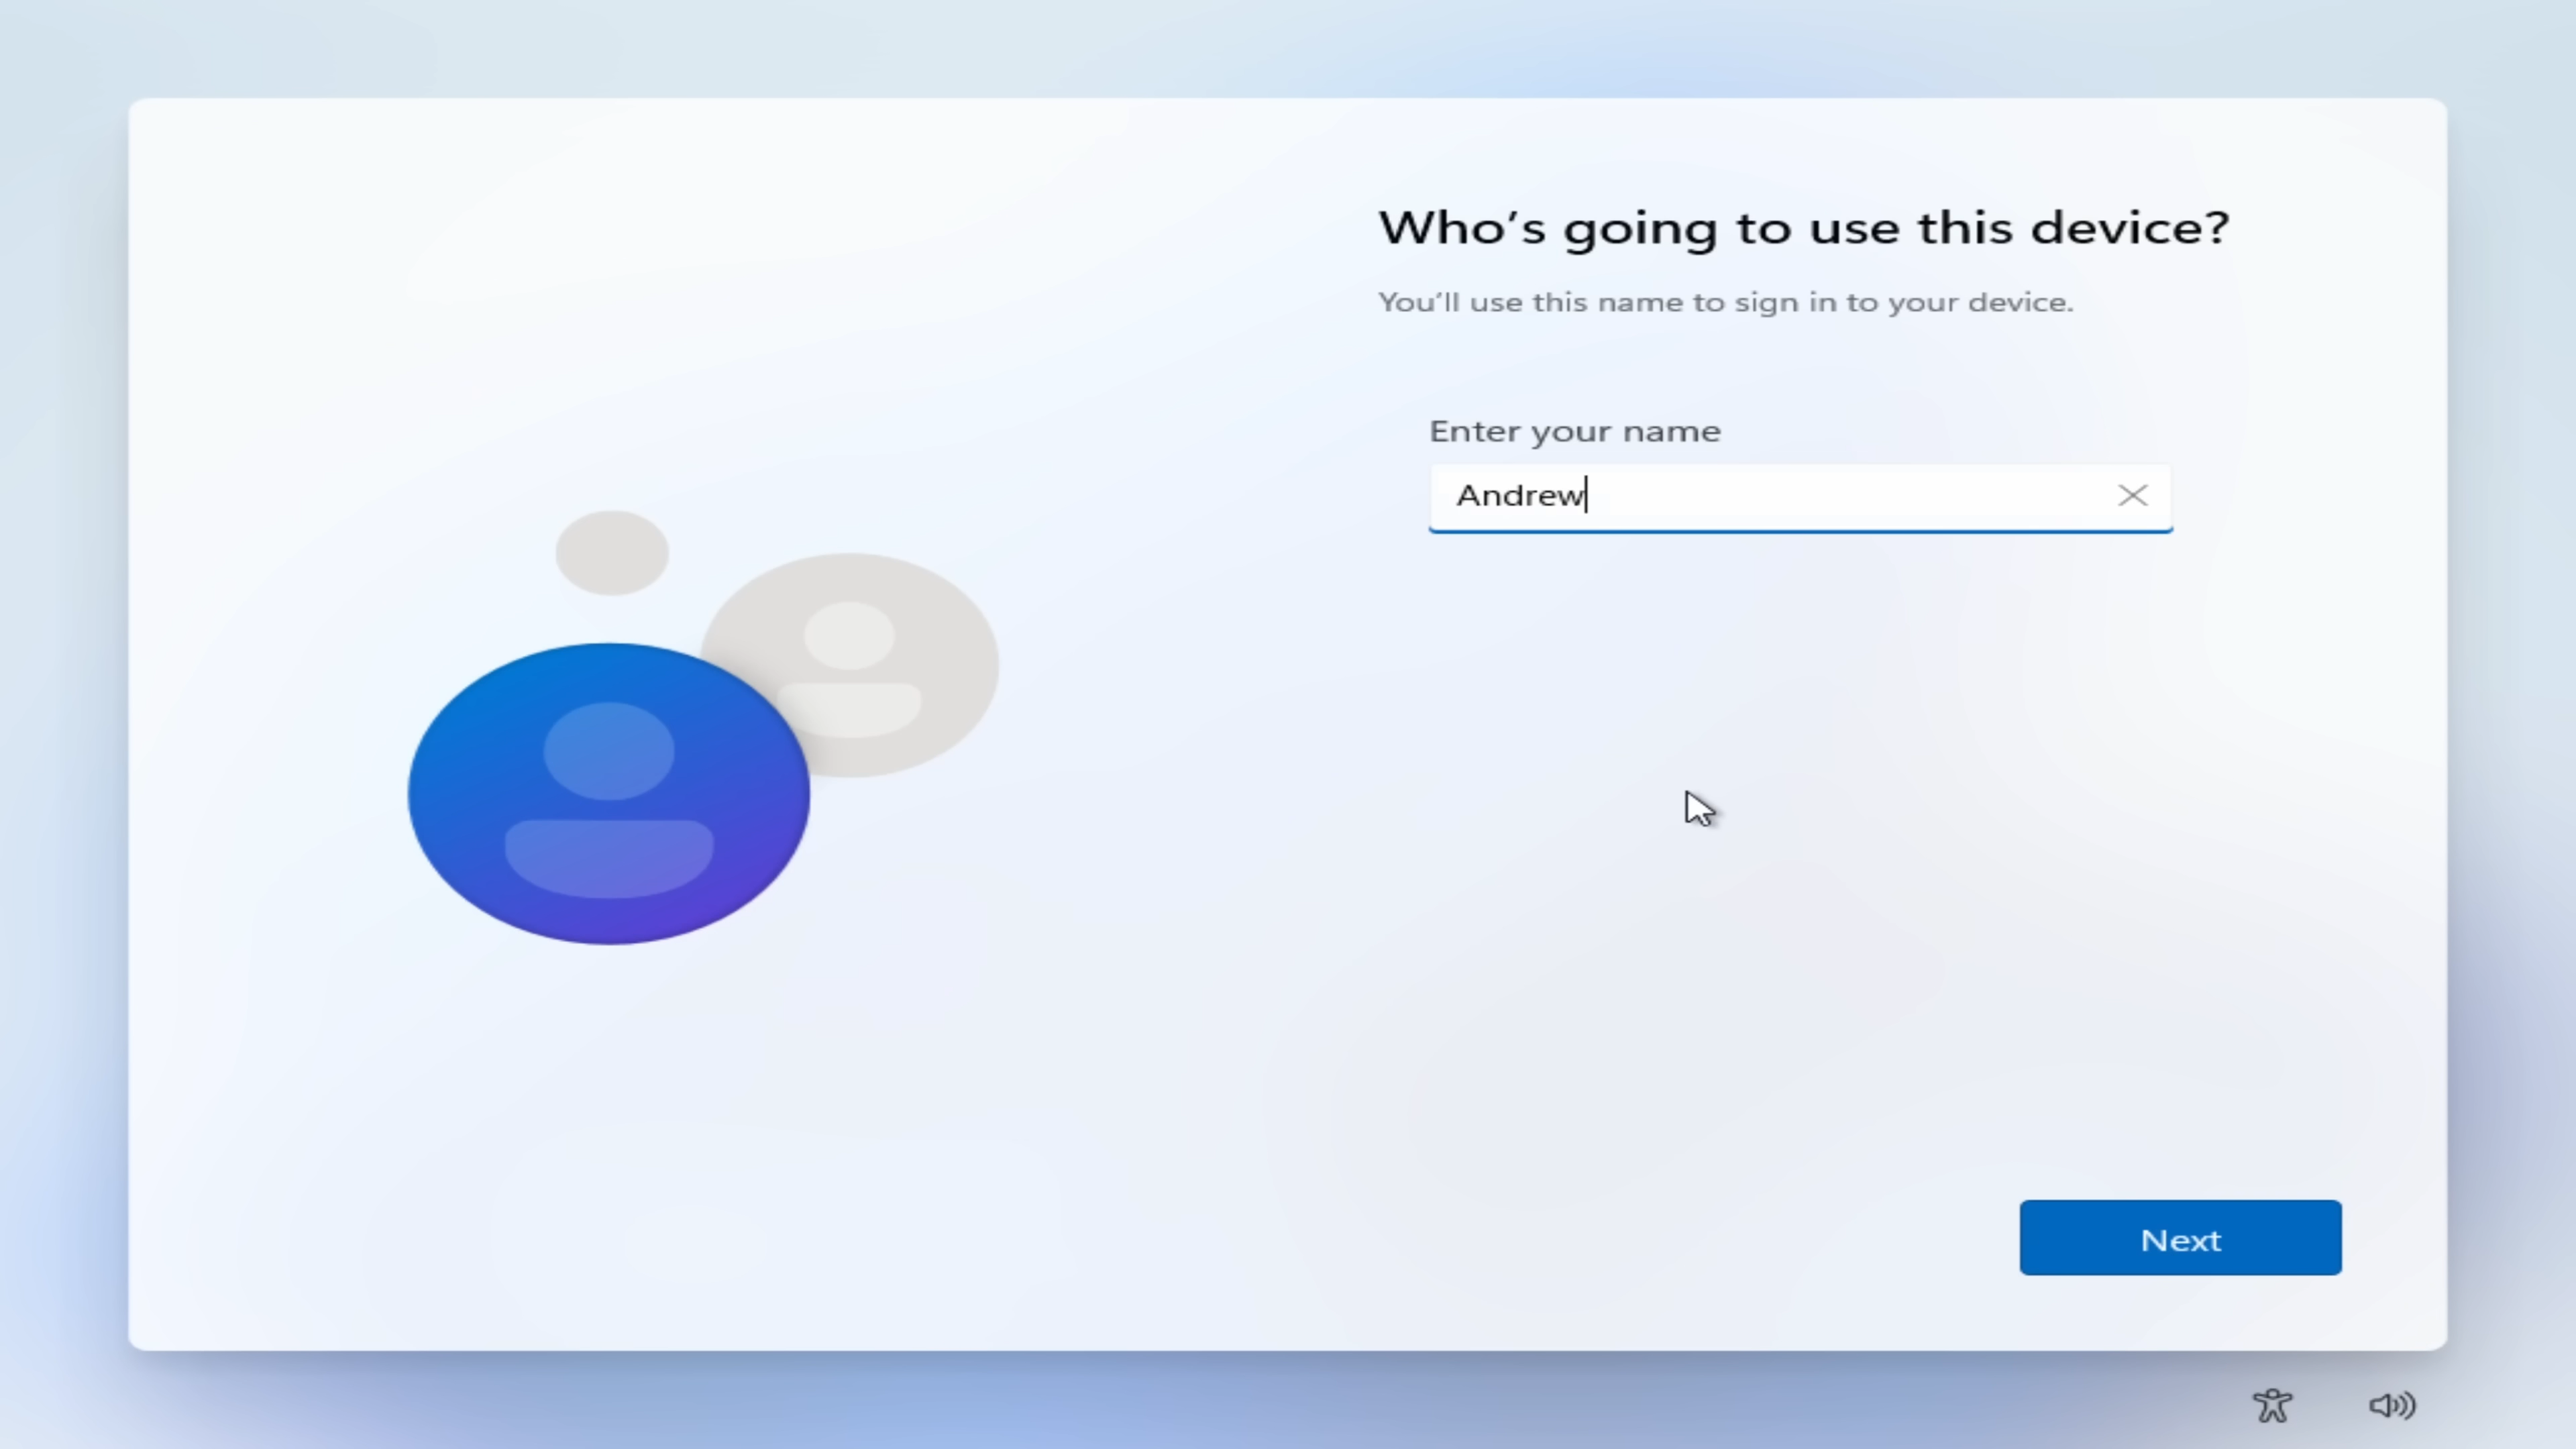 Who’s going to use this device?
You’ll use this name to sign in to your device.
Enter your name
Andrew
Next